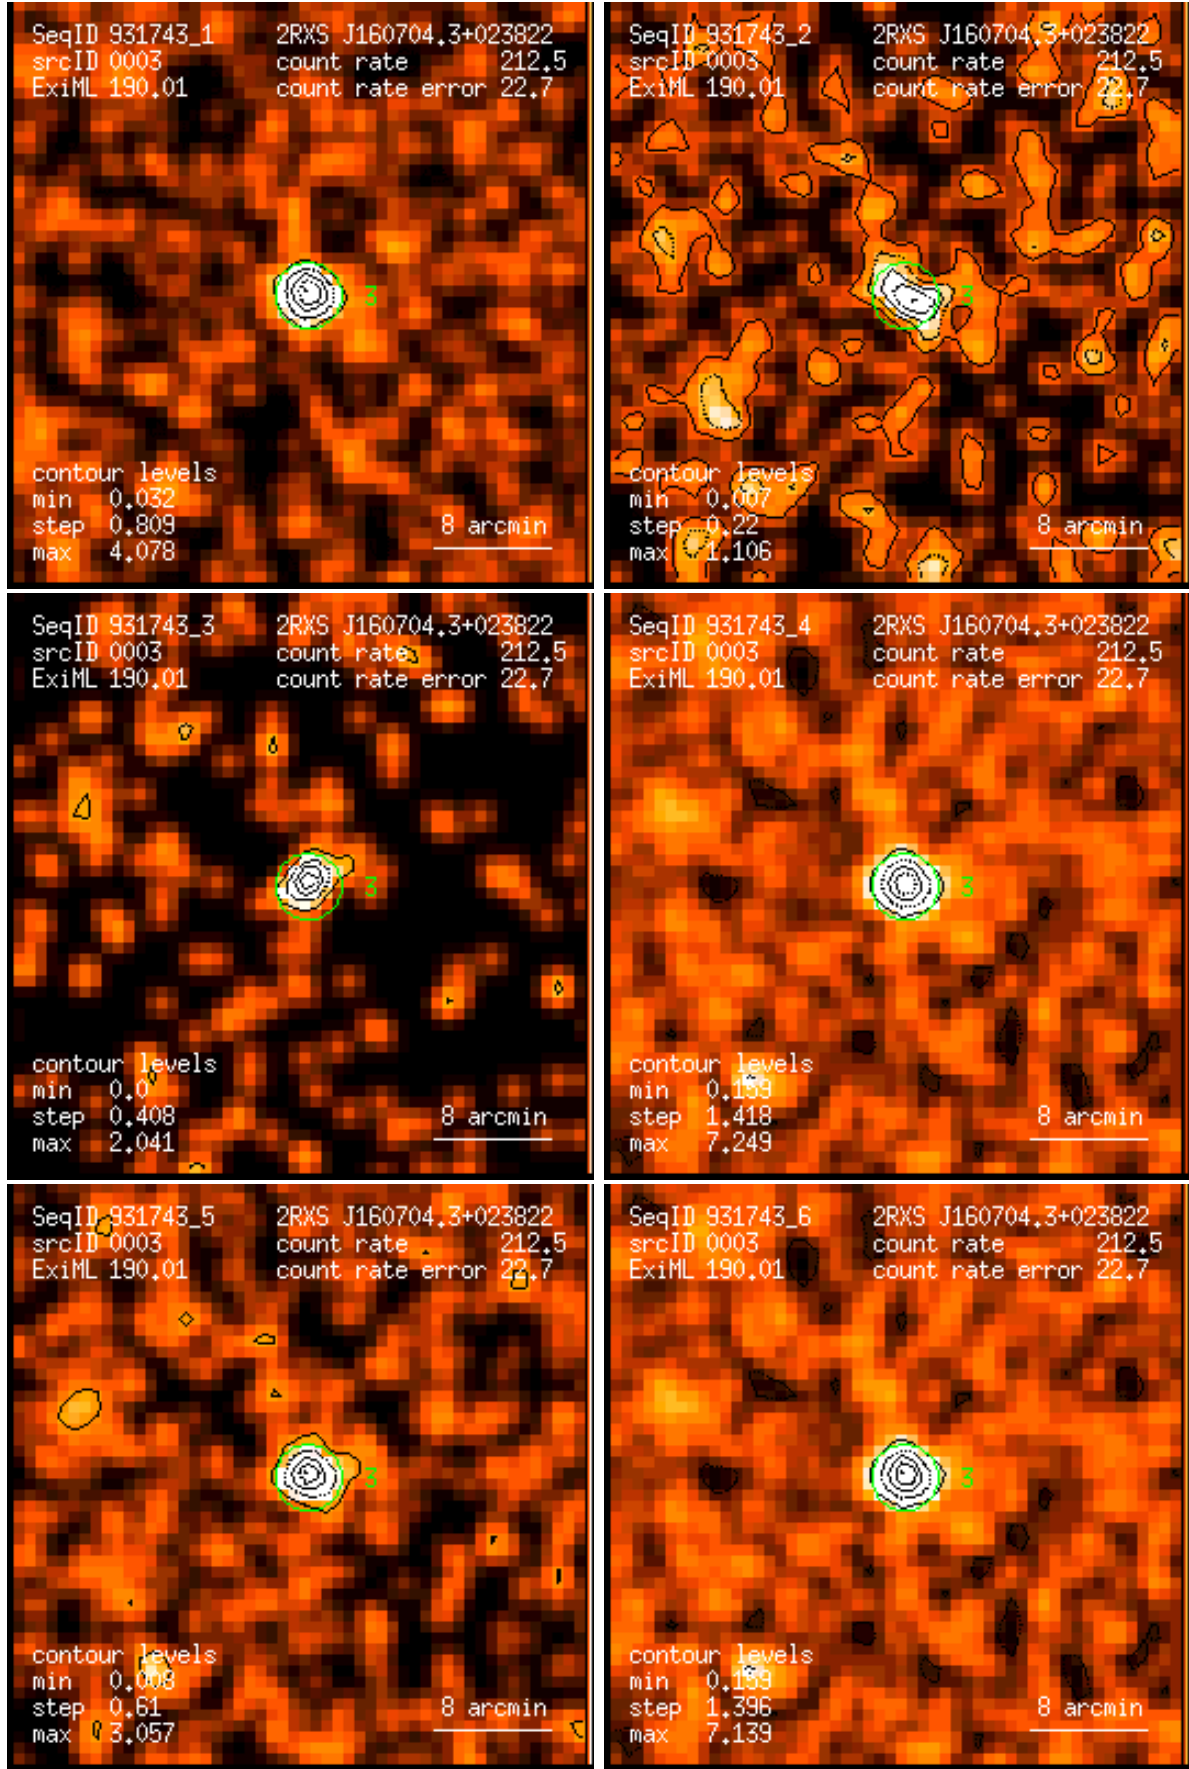 SeqID 931743_1 2RXS J160704.3+023822
srcID 0003 count rate 212.5
ExiML 190.01 count rate error 22.7
3
contour levels
min 0.032
step 0.809 8 arcmin
max 4.078
SeqID 931743_2 2RXS J160704.3+023822
srcID 0003 count rate 212.5
ExiML 190.01 count rate error 22.7
3
contour levels
min 0.007
step 0.22 8 arcmin
max 1.106
SeqID 931743_3 2RXS J160704.3+023822
srcID 0003 count rate 212.5
ExiML 190.01 count rate error 22.7
3
contour levels
min 0.0
step 0.408 8 arcmin
max 2.041
SeqID 931743_4 2RXS J160704.3+023822
srcID 0003 count rate 212.5
ExiML 190.01 count rate error 22.7
3
contour levels
min 0.159
step 1.418 8 arcmin
max 7.249
SeqID 931743_5 2RXS J160704.3+023822
srcID 0003 count rate 212.5
ExiML 190.01 count rate error 22.7
3
contour levels
min 0.008
step 0.61 8 arcmin
max 3.057
SeqID 931743_6 2RXS J160704.3+023822
srcID 0003 count rate 212.5
ExiML 190.01 count rate error 22.7
3
contour levels
min 0.159
step 1.396 8 arcmin
max 7.139